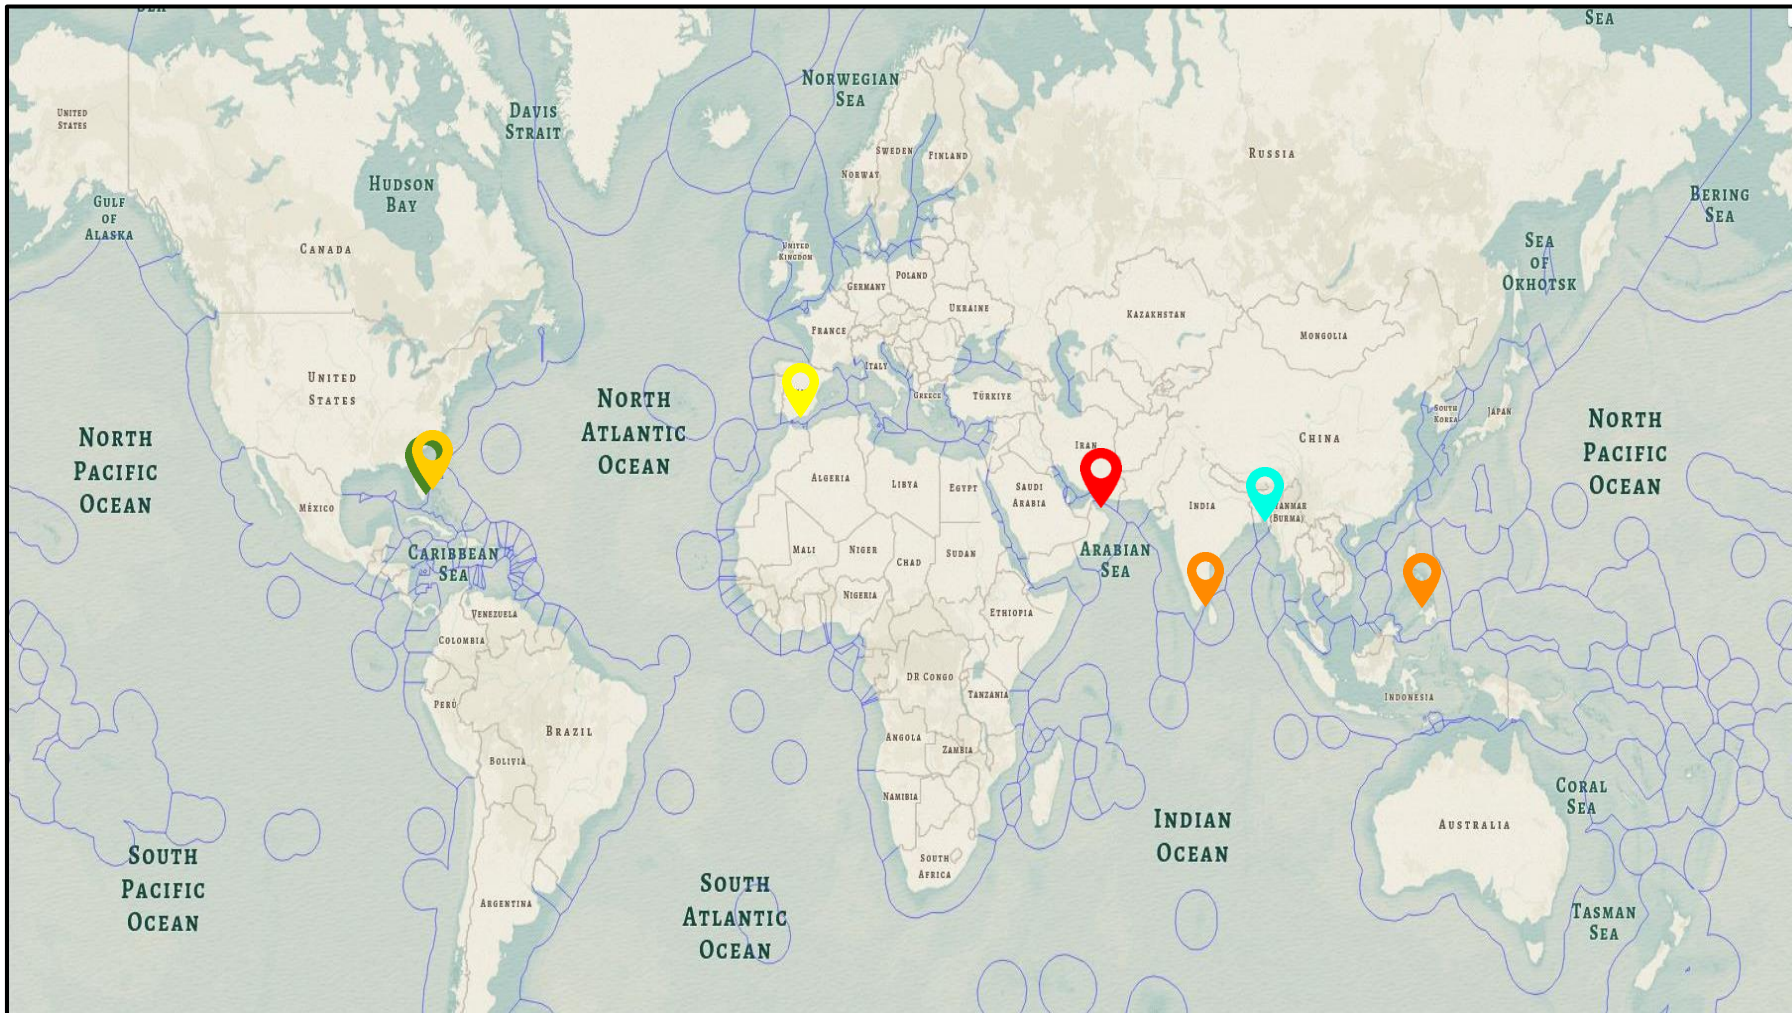 SEA
SEA
NORWEGIAN
SEA
DAVIS
STRAIT
UNITED
STATES
SWEDEN
FINLAND
RUSSIA
NORWAY
HUDSON
BAY
BERING
SEA
GULF
OF
ALASKA
CANADA
UNITED
KINGDOM
SEA
OF
OKHOTSK
POLAND
GERMANY
UKRAINE
KAZAKHSTAN
FRANCE
MONGOLIA
ITALY
UNITED
STATES
GREECE
TÜRKIYE
SOUTH
KOREA
JAPAN
NORTH
ATLANTIC
OCEAN
NORTH
PACIFIC
OCEAN
NORTH
PACIFIC
OCEAN
CHINA
IRAN
ALGERIA
LIBYA
EGYPT
SAUDI
ARABIA
MÉXICO
INDIA
ANMAR
(BURMA)
CARIBBEAN
SEA
MALI
NIGER
CHAD
SUDAN
ARABIAN
SEA
NIGERIA
ETHIOPIA
VENEZUELA
COLOMBIA
DR CONGO
TANZANIA
INDONESIA
PERÚ
BRAZIL
ANGOLA
ZAMBIA
BOLIVIA
NAMIBIA
CORAL
SEA
INDIAN
OCEAN
AUSTRALIA
SOUTH
PACIFIC
OCEAN
SOUTH
AFRICA
SOUTH
ATLANTIC
OCEAN
ARGENTINA
TASMAN
SEA